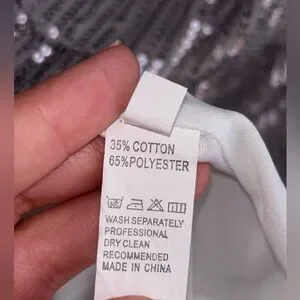 35% COTTON
65%POLYESTER
WASH SEPARATELY
PROFESSIONAL
DRY CLEAN
RECOMMENDED
MADE IN CHINA